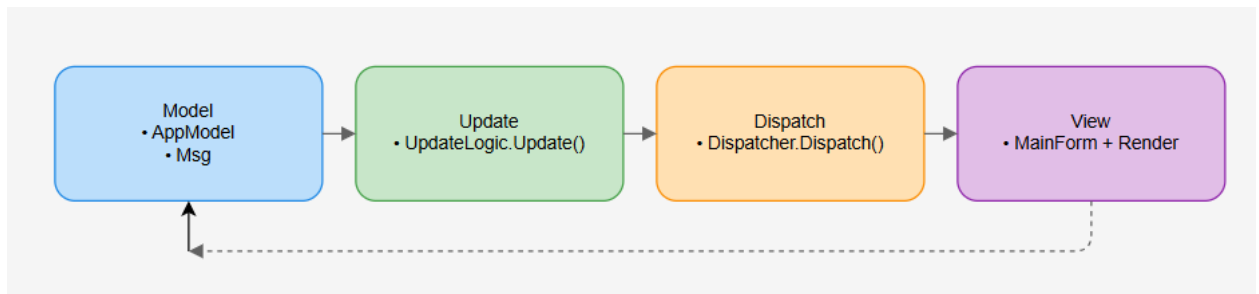 Model
• AppModel
• Msg
Update
• UpdateLogic.Update()
Dispatch
• Dispatcher.Dispatch()
View
• MainForm + Render